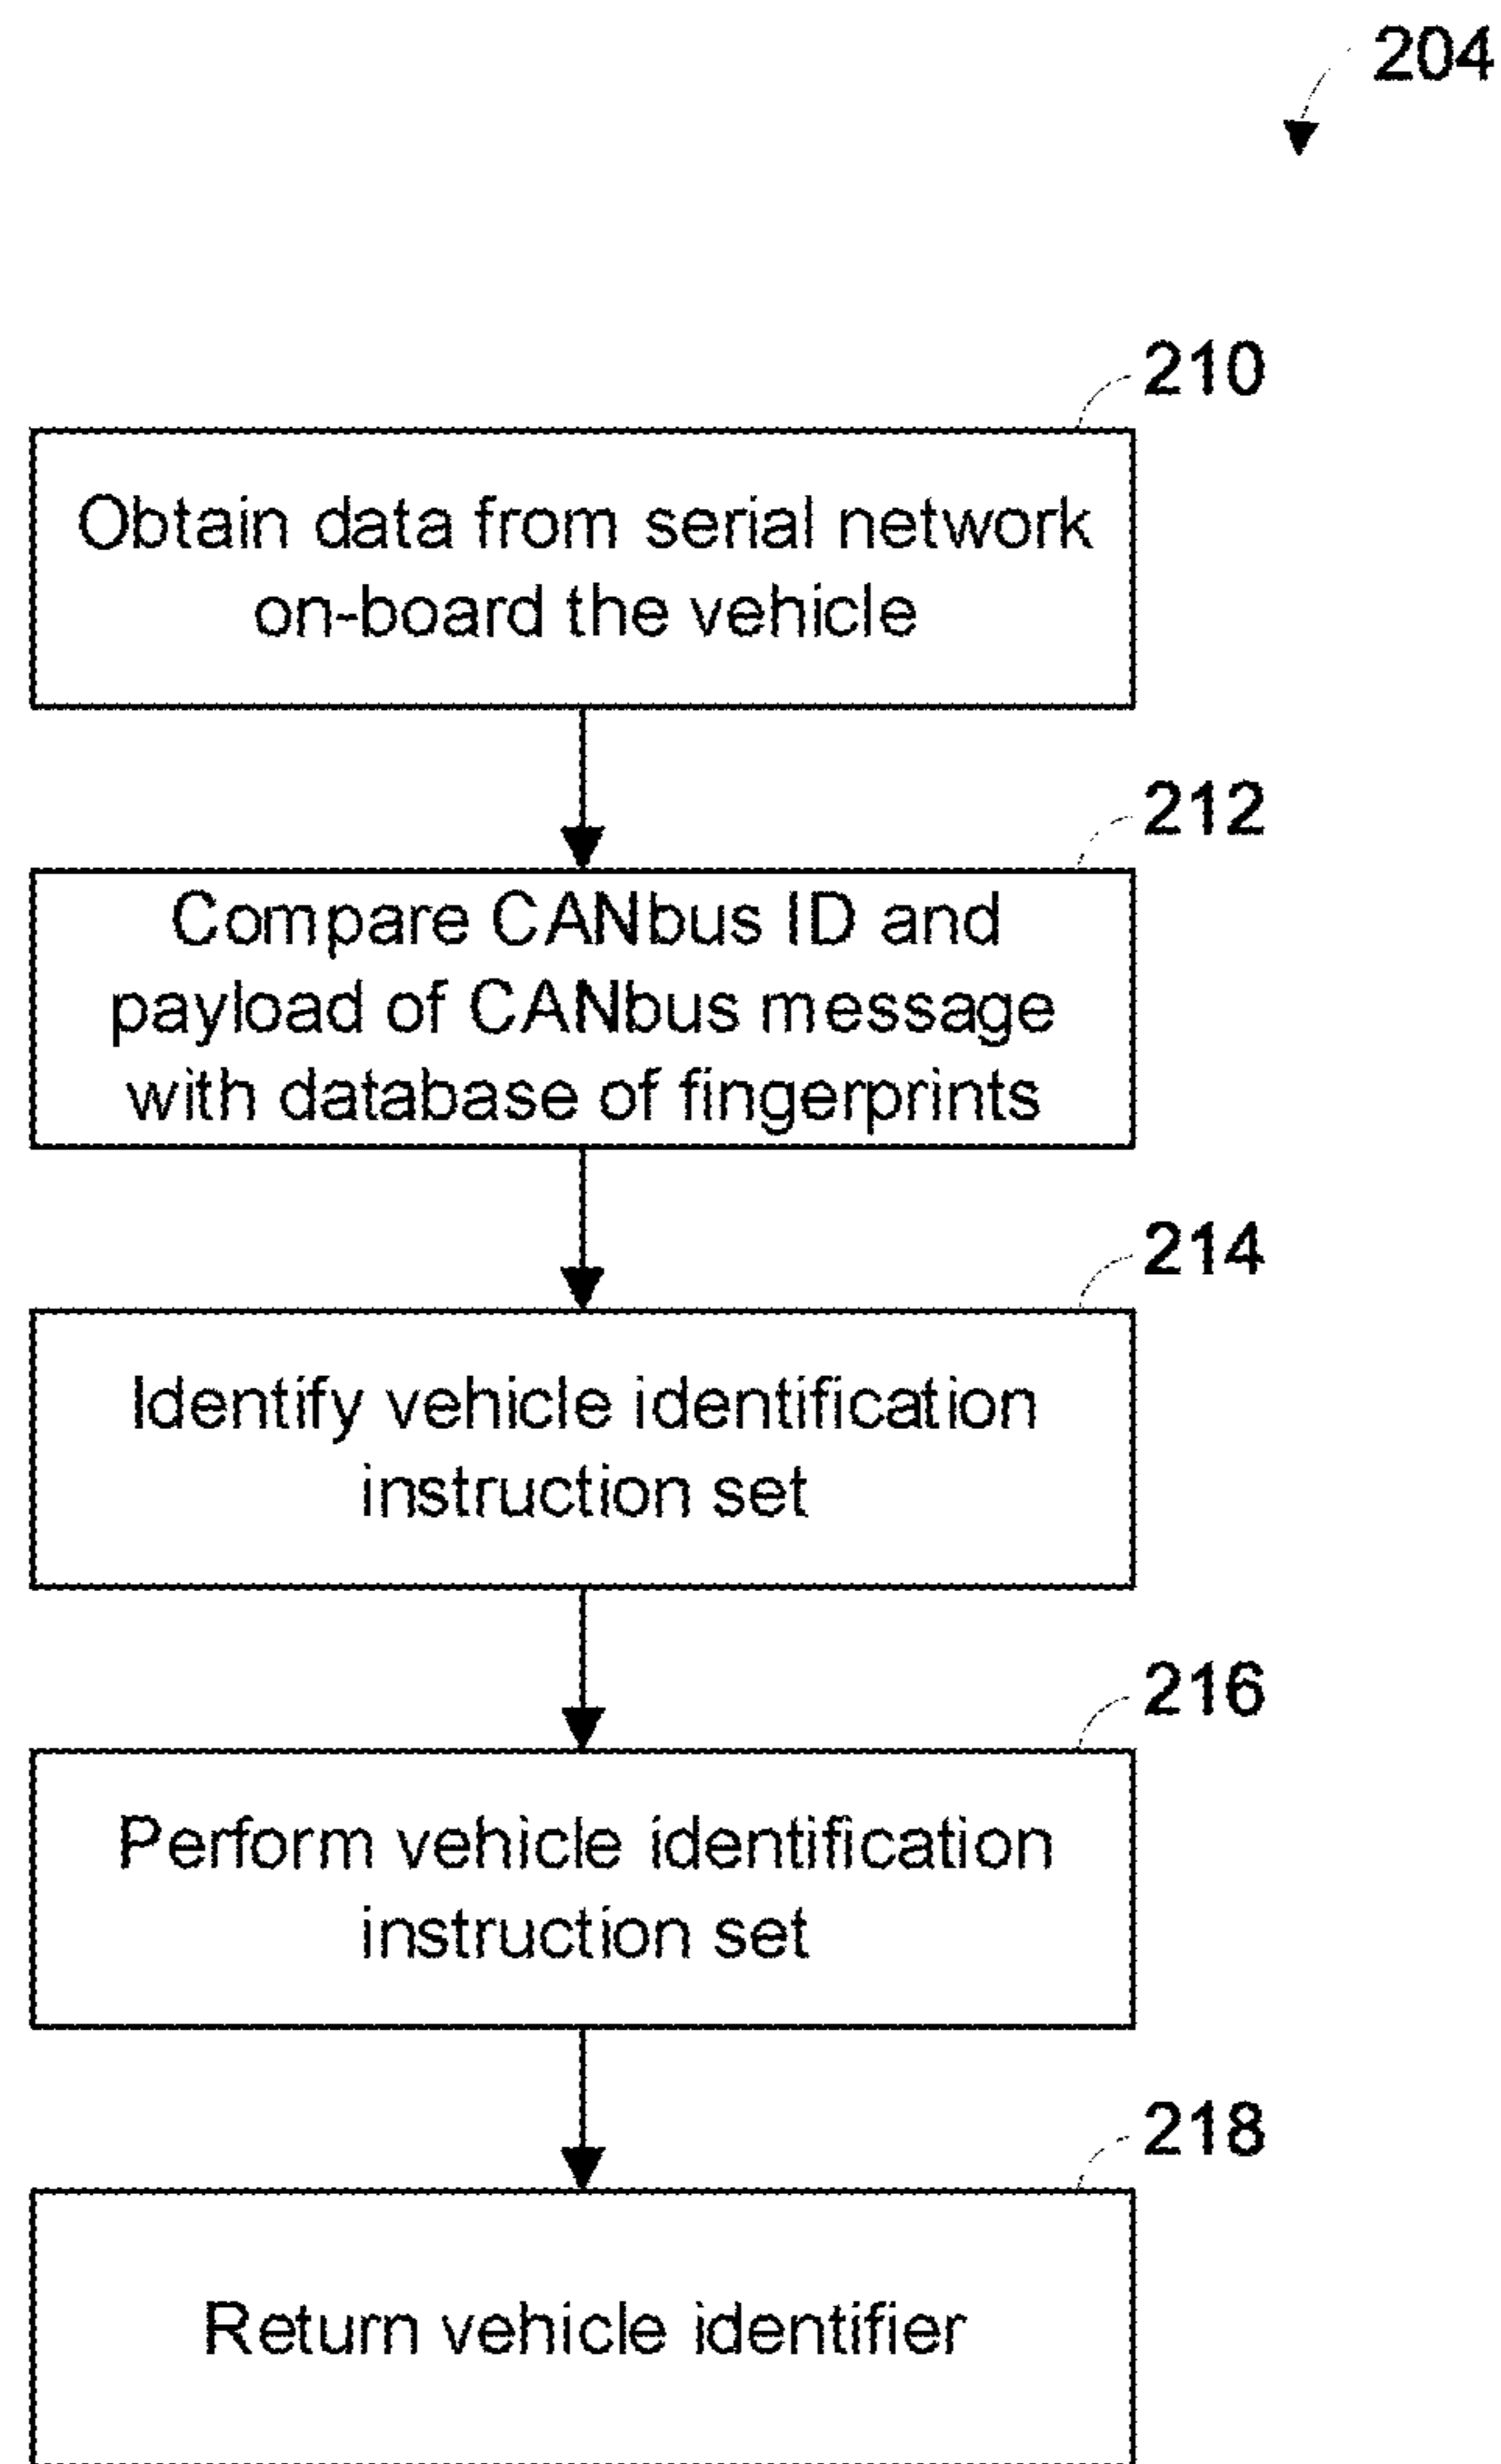 204
210
Obtain data from serial network
on-board the vehicle
212
Compare CANbus ID and
payload of CANbus message
with database of fingerprints
214
Identify vehicle identification
instruction set
216
Perform vehicle identification
instruction set
218
Return vehicle identifier